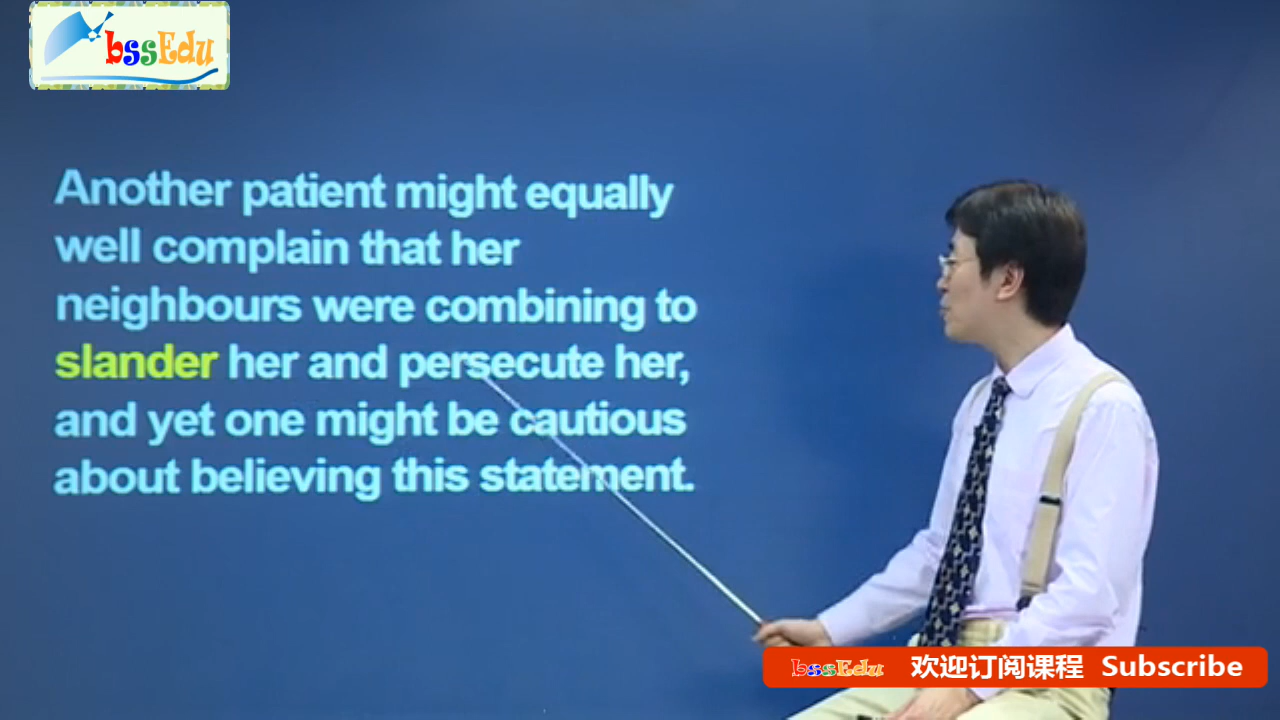 bssEdu
Another patient might equally
well complain that her
neighbours were combining to
slander her and persecute her,
and yet one might be cautious
about believing this statement.
bssEdu 欢迎订阅课程 Subscribe